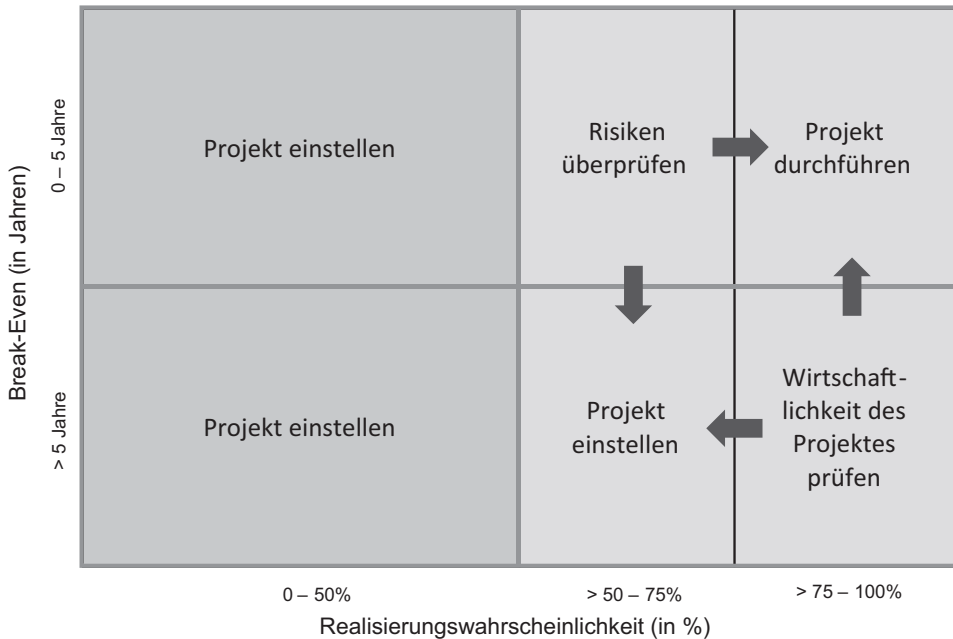 Break-Even (in Jahren)
0 – 5 Jahre
> 5 Jahre
Projekt einstellen
Risiken
überprüfen
Projekt
durchführen
Projekt einstellen
Projekt
einstellen
Wirtschaft-
lichkeit des
Projektes
prüfen
0 – 50%
> 50 – 75%
> 75 – 100%
Realisierungswahrscheinlichkeit (in %)